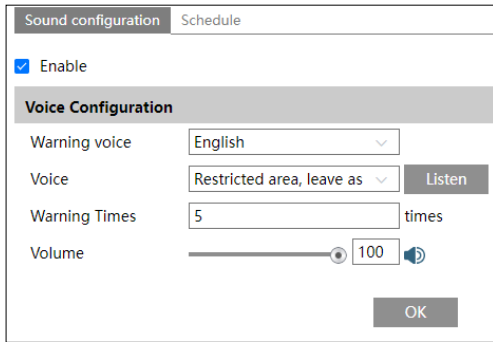 Sound configuration Schedule
Enable
Voice Configuration
Warning voice English
Voice Restricted area, leave as Listen
Warning Times 5 times
Volume 100
OK